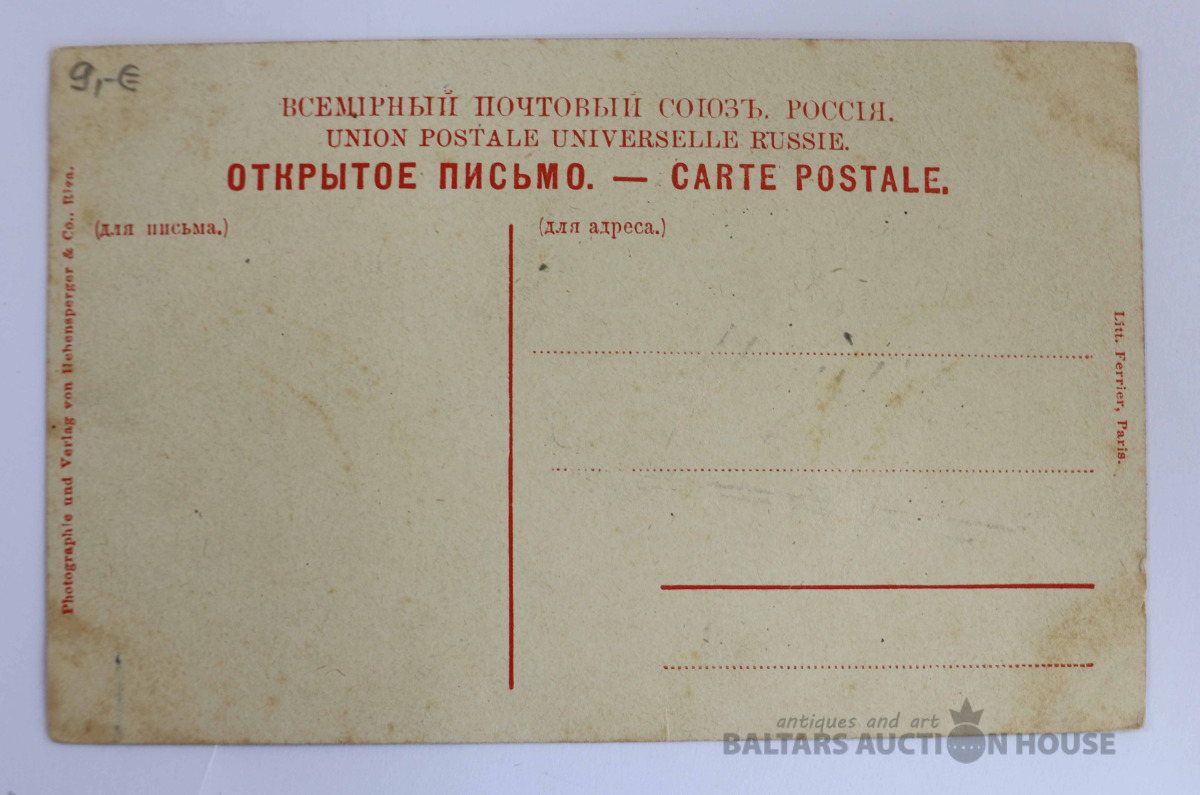 9,-€
ВСЕМІРНЫЙ ПОЧТОВЫЙ СОЮЗЪ. РОССІЯ.
UNION POSTALE UNIVERSELLE RUSSIE.
ОТКРЫТОЕ ПИСЬМО. — CARTE POSTALE.
(для письма.)
(для адреса.)
Photographie und Verlag von Hebensperger & Co., Riga.
Litt. Ferrier, Paris.
antiques and art
BALTARS AUCTION HOUSE